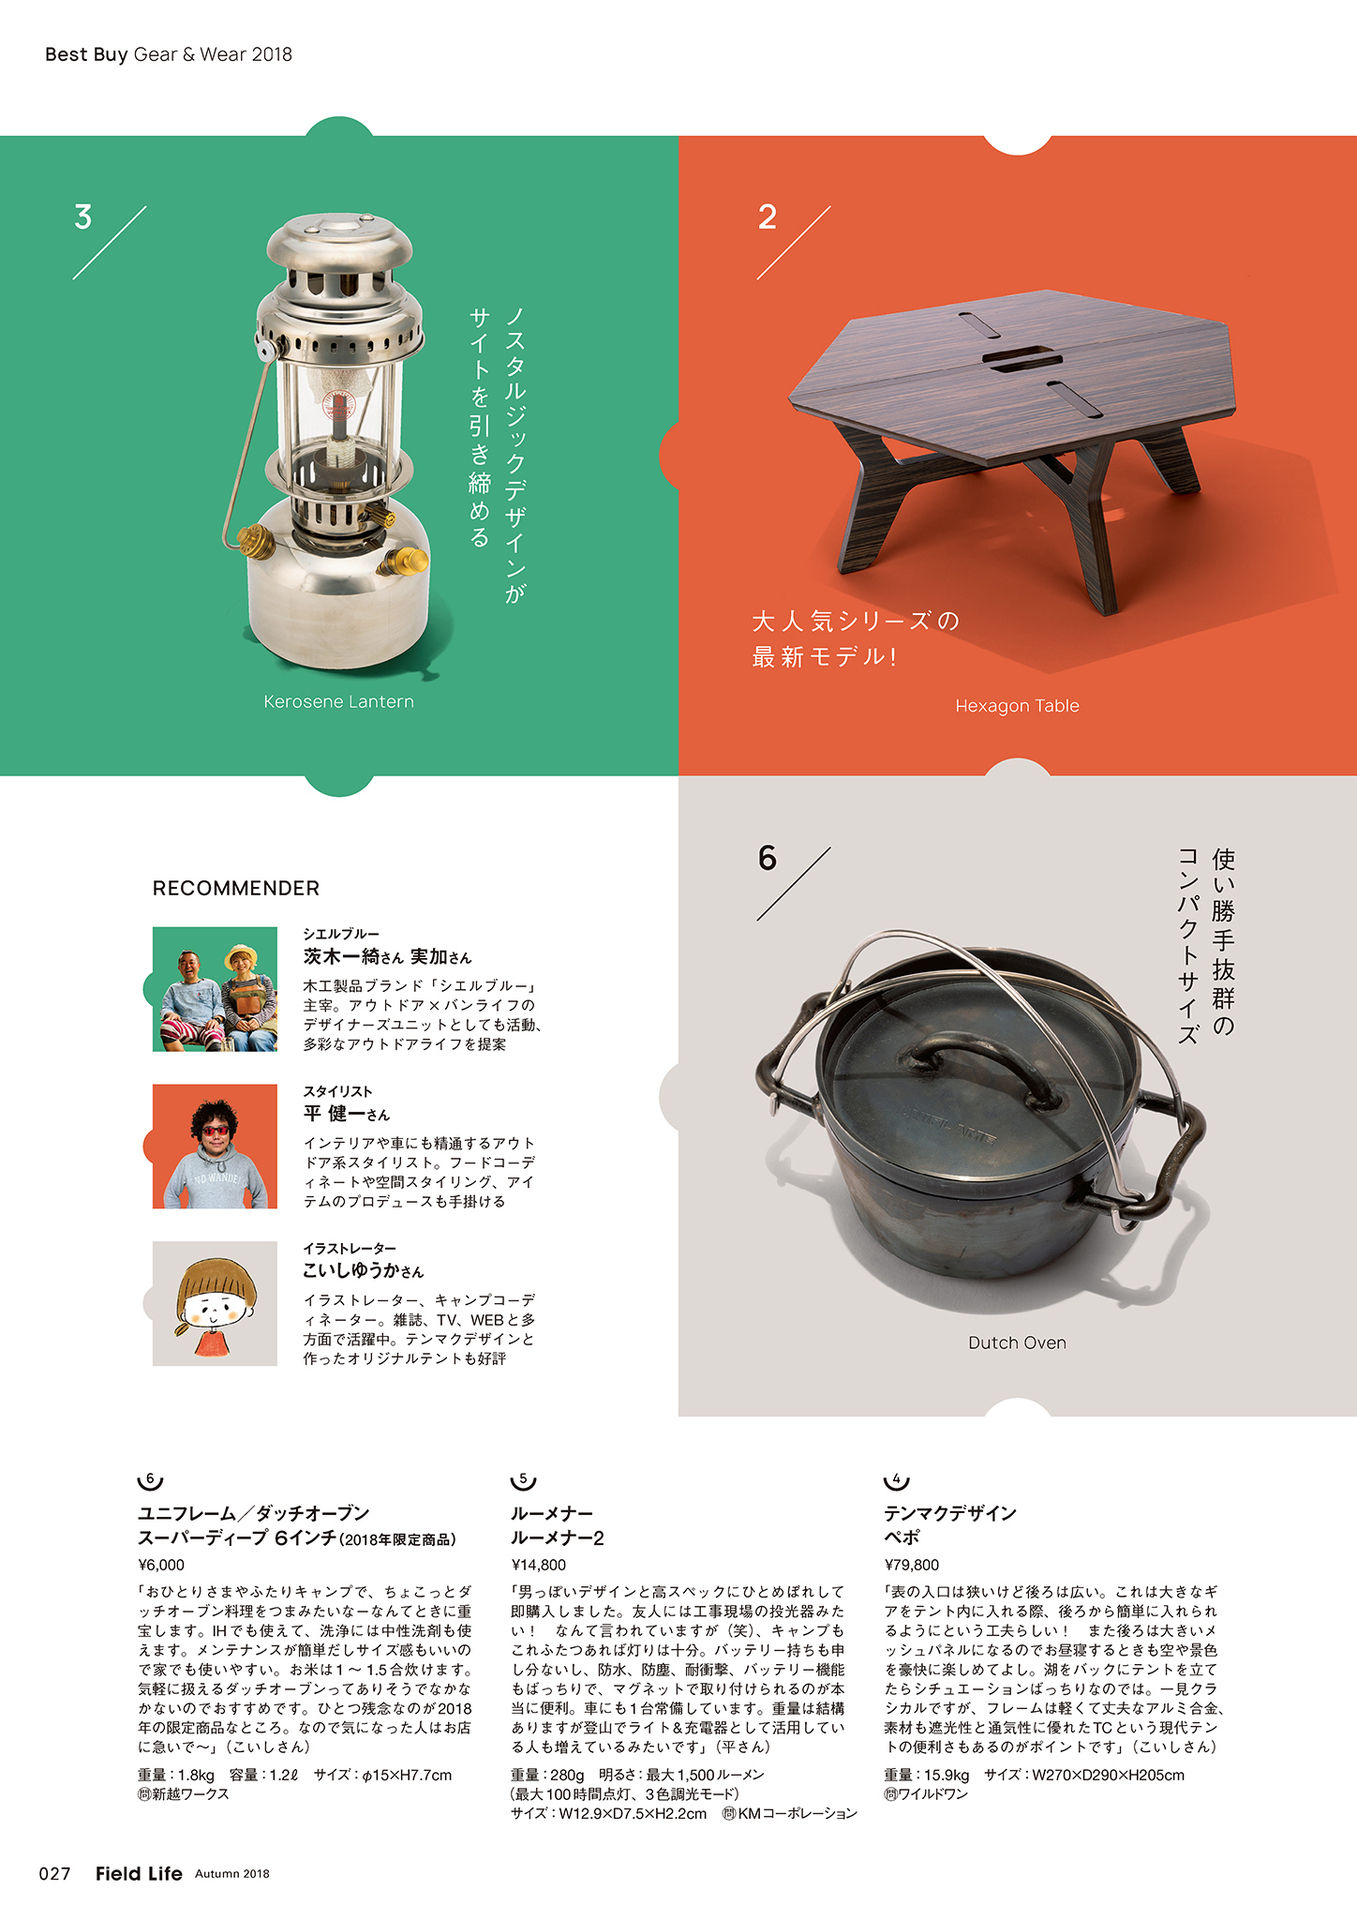 Best Buy Gear & Wear 2018
3
ノスタルジックデザインが
サイトを引き締める
Kerosene Lantern
2
大人気シリーズの
最新モデル!
Hexagon Table
RECOMMENDER
シエルブルー
茨木一綺さん 実加さん
木工製品ブランド「シエルブルー」
主宰。アウトドア×バンライフの
デザイナーズユニットとしても活動、
多彩なアウトドアライフを提案
スタイリスト
平 健一さん
インテリアや車にも精通するアウト
ドア系スタイリスト。フードコーデ
ィネートや空間スタイリング、アイ
テムのプロデュースも手掛ける
イラストレーター
こいしゆうかさん
イラストレーター、キャンプコーデ
ィネーター。雑誌、TV、WEBと多
方面で活躍中。テンマクデザインと
作ったオリジナルテントも好評
6
使い勝手抜群の
コンパクトサイズ
Dutch Oven
6
ユニフレーム/ダッチオーブン
スーパーディープ 6インチ(2018年限定商品)
¥6,000
「おひとりさまやふたりキャンプで、ちょこっとダ
ッチオーブン料理をつまみたいなーなんてときに重
宝します。IHでも使えて、洗浄には中性洗剤も使
えます。メンテナンスが簡単だしサイズ感もいいの
で家でも使いやすい。お米は1〜1.5合炊けます。
気軽に扱えるダッチオーブンってありそうでなかな
かないのでおすすめです。ひとつ残念なのが2018
年の限定商品なところ。なので気になった人はお店
に急いで〜」(こいしさん)
重量:1.8kg 容量:1.2ℓ サイズ:φ15×H7.7cm
㉄新越ワークス
5
ルーメナー
ルーメナー2
¥14,800
「男っぽいデザインと高スペックにひとめぼれして
即購入しました。友人には工事現場の投光器みた
い! なんて言われていますが(笑)、キャンプも
これふたつあれば灯りは十分。バッテリー持ちも申
し分ないし、防水、防塵、耐衝撃、バッテリー機能
もばっちりで、マグネットで取り付けられるのが本
当に便利。車にも1台常備しています。重量は結構
ありますが登山でライト&充電器として活用してい
る人も増えているみたいです」(平さん)
重量:280g 明るさ:最大1,500ルーメン
(最大100時間点灯、3色調光モード)
サイズ:W12.9×D7.5×H2.2cm ㉄KMコーポレーション
4
テンマクデザイン
ペポ
¥79,800
「表の入口は狭いけど後ろは広い。これは大きなギ
アをテント内に入れる際、後ろから簡単に入れられ
るようにという工夫らしい! また後ろは大きいメ
ッシュパネルになるのでお昼寝するときも空や景色
を豪快に楽しめてよし。湖をバックにテントを立て
たらシチュエーションばっちりなのでは。一見クラ
シカルですが、フレームは軽くて丈夫なアルミ合金、
素材も遮光性と通気性に優れたTCという現代テン
トの便利さもあるのがポイントです」(こいしさん)
重量:15.9kg サイズ:W270×D290×H205cm
㉄ワイルドワン
027 Field Life Autumn 2018